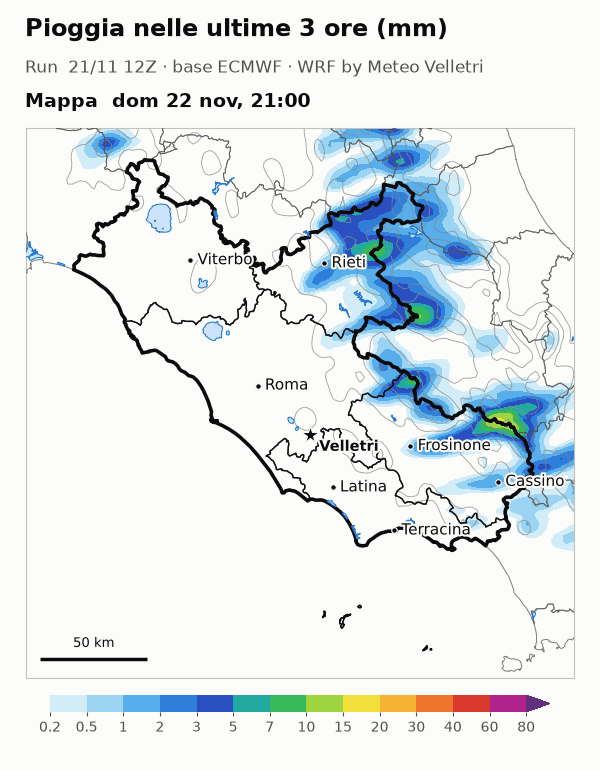 Pioggia nelle ultime 3 ore (mm)
Run  21/11 12Z · base ECMWF · WRF by Meteo Velletri
Mappa  dom 22 nov, 21:00
Viterbo
Rieti
Roma
Velletri
Frosinone
Latina
Cassino
Terracina
50 km
0.2 0.5 1 2 3 5 7 10 15 20 30 40 60 80